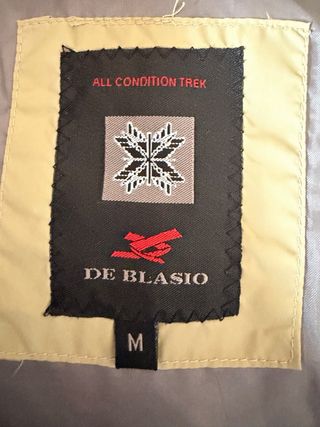 ALL CONDITION TREK
DE BLASIO
M